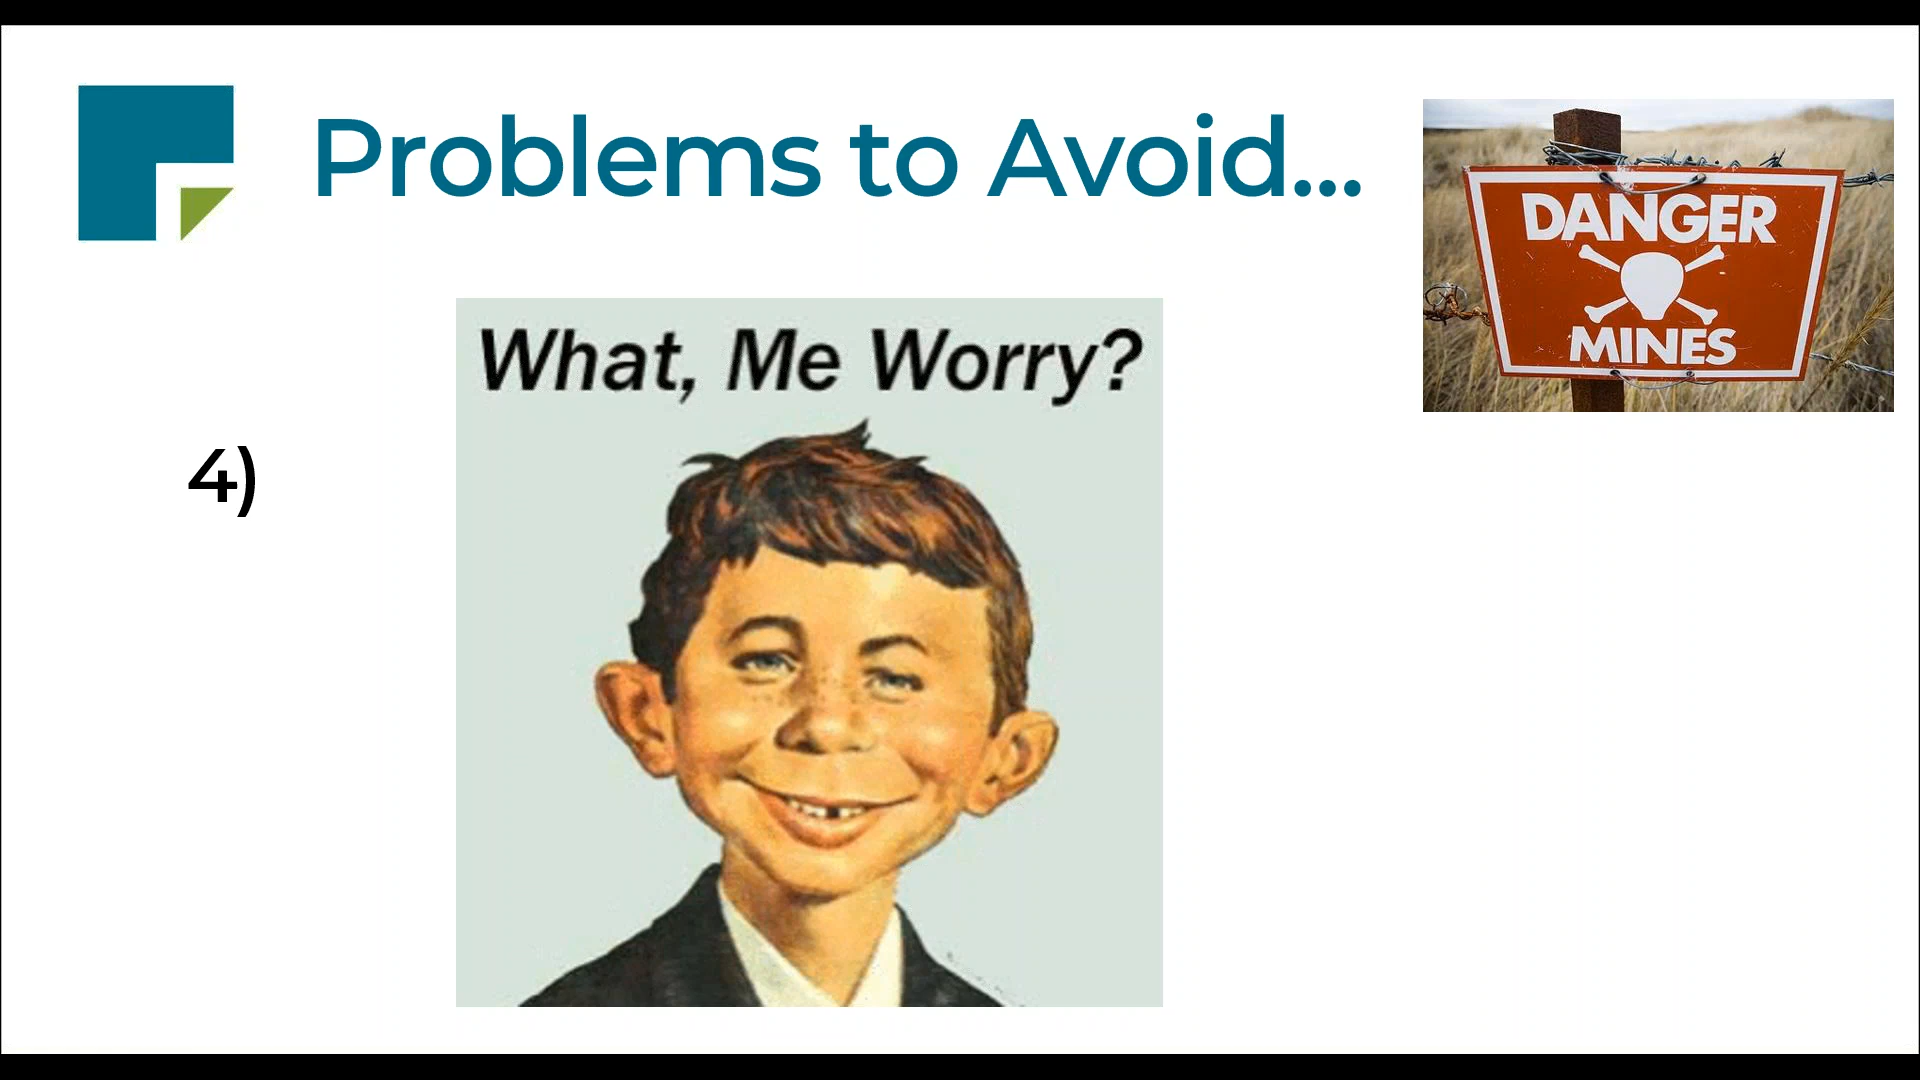 Problems to Avoid...
DANGER
MINES
What, Me Worry?
4)